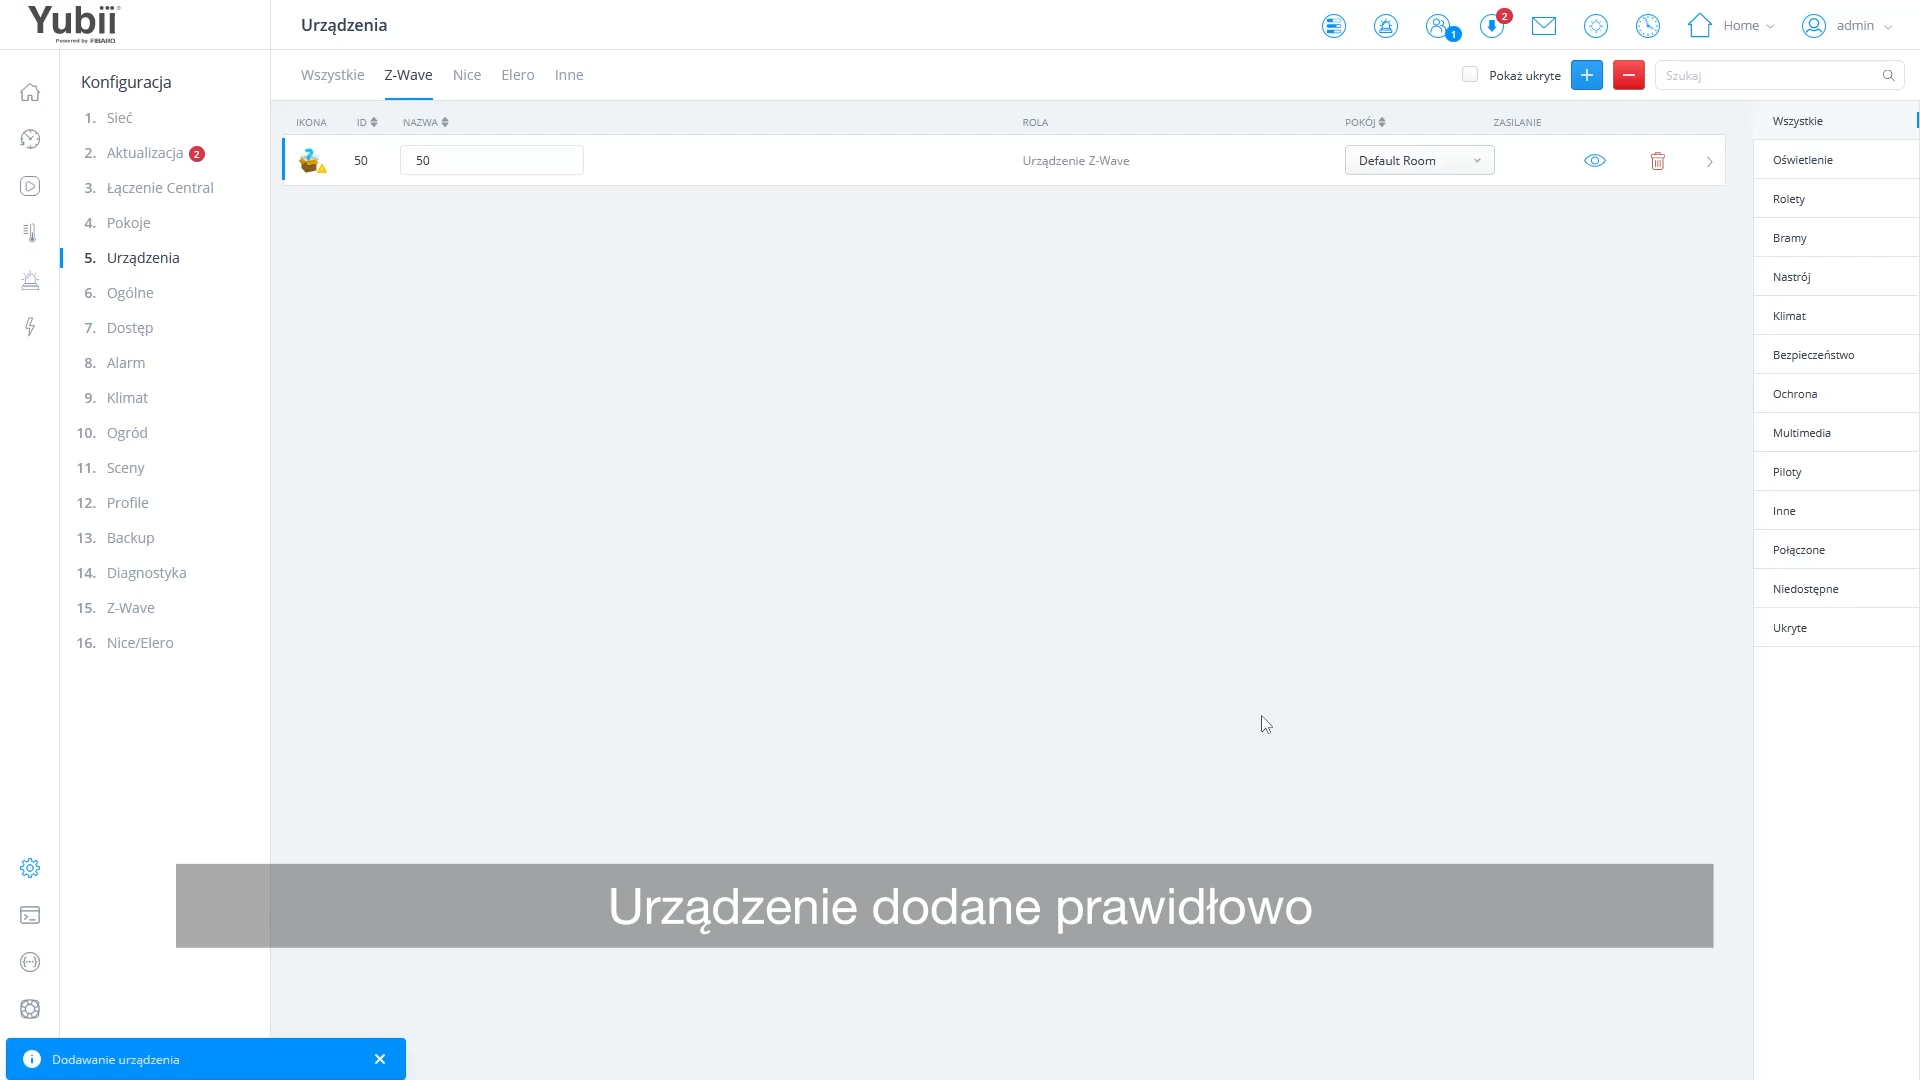 Yubii
Powered by FIBARO
Urządzenia
1
2
Home
admin
Konfiguracja
1. Sieć
2. Aktualizacja 2
3. Łączenie Central
4. Pokoje
5. Urządzenia
6. Ogólne
7. Dostęp
8. Alarm
9. Klimat
10. Ogród
11. Sceny
12. Profile
13. Backup
14. Diagnostyka
15. Z-Wave
16. Nice/Elero
Wszystkie Z-Wave Nice Elero Inne
Pokaż ukryte
Szukaj
IKONA ID NAZWA ROLA POKÓJ ZASILANIE
50 50 Urządzenie Z-Wave Default Room
Wszystkie
Oświetlenie
Rolety
Bramy
Nastrój
Klimat
Bezpieczeństwo
Ochrona
Multimedia
Piloty
Inne
Połączone
Niedostępne
Ukryte
Urządzenie dodane prawidłowo
Dodawanie urządzenia